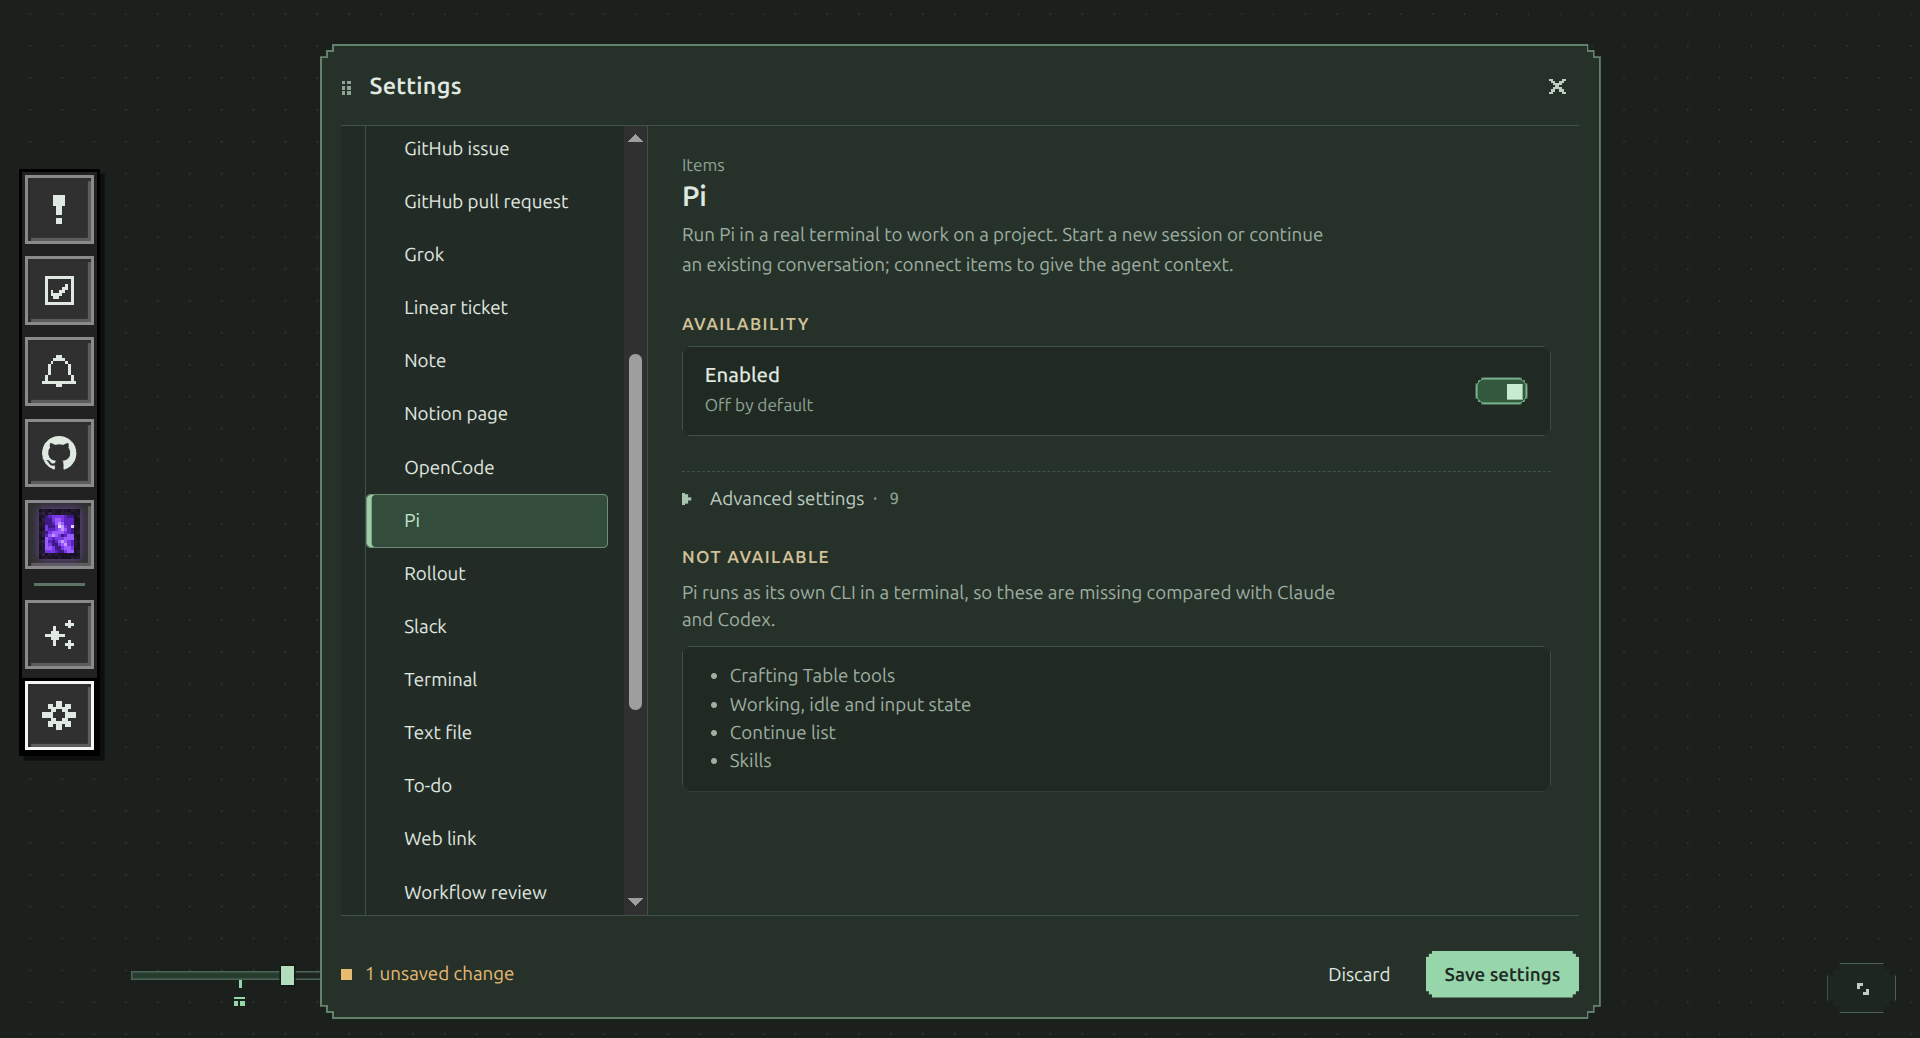 Settings
GitHub issue
GitHub pull request
Grok
Linear ticket
Note
Notion page
OpenCode
Pi
Rollout
Slack
Terminal
Text file
To-do
Web link
Workflow review
Items
Pi
Run Pi in a real terminal to work on a project. Start a new session or continue
an existing conversation; connect items to give the agent context.
AVAILABILITY
Enabled
Off by default
Advanced settings · 9
NOT AVAILABLE
Pi runs as its own CLI in a terminal, so these are missing compared with Claude
and Codex.
• Crafting Table tools
• Working, idle and input state
• Continue list
• Skills
1 unsaved change
Discard
Save settings